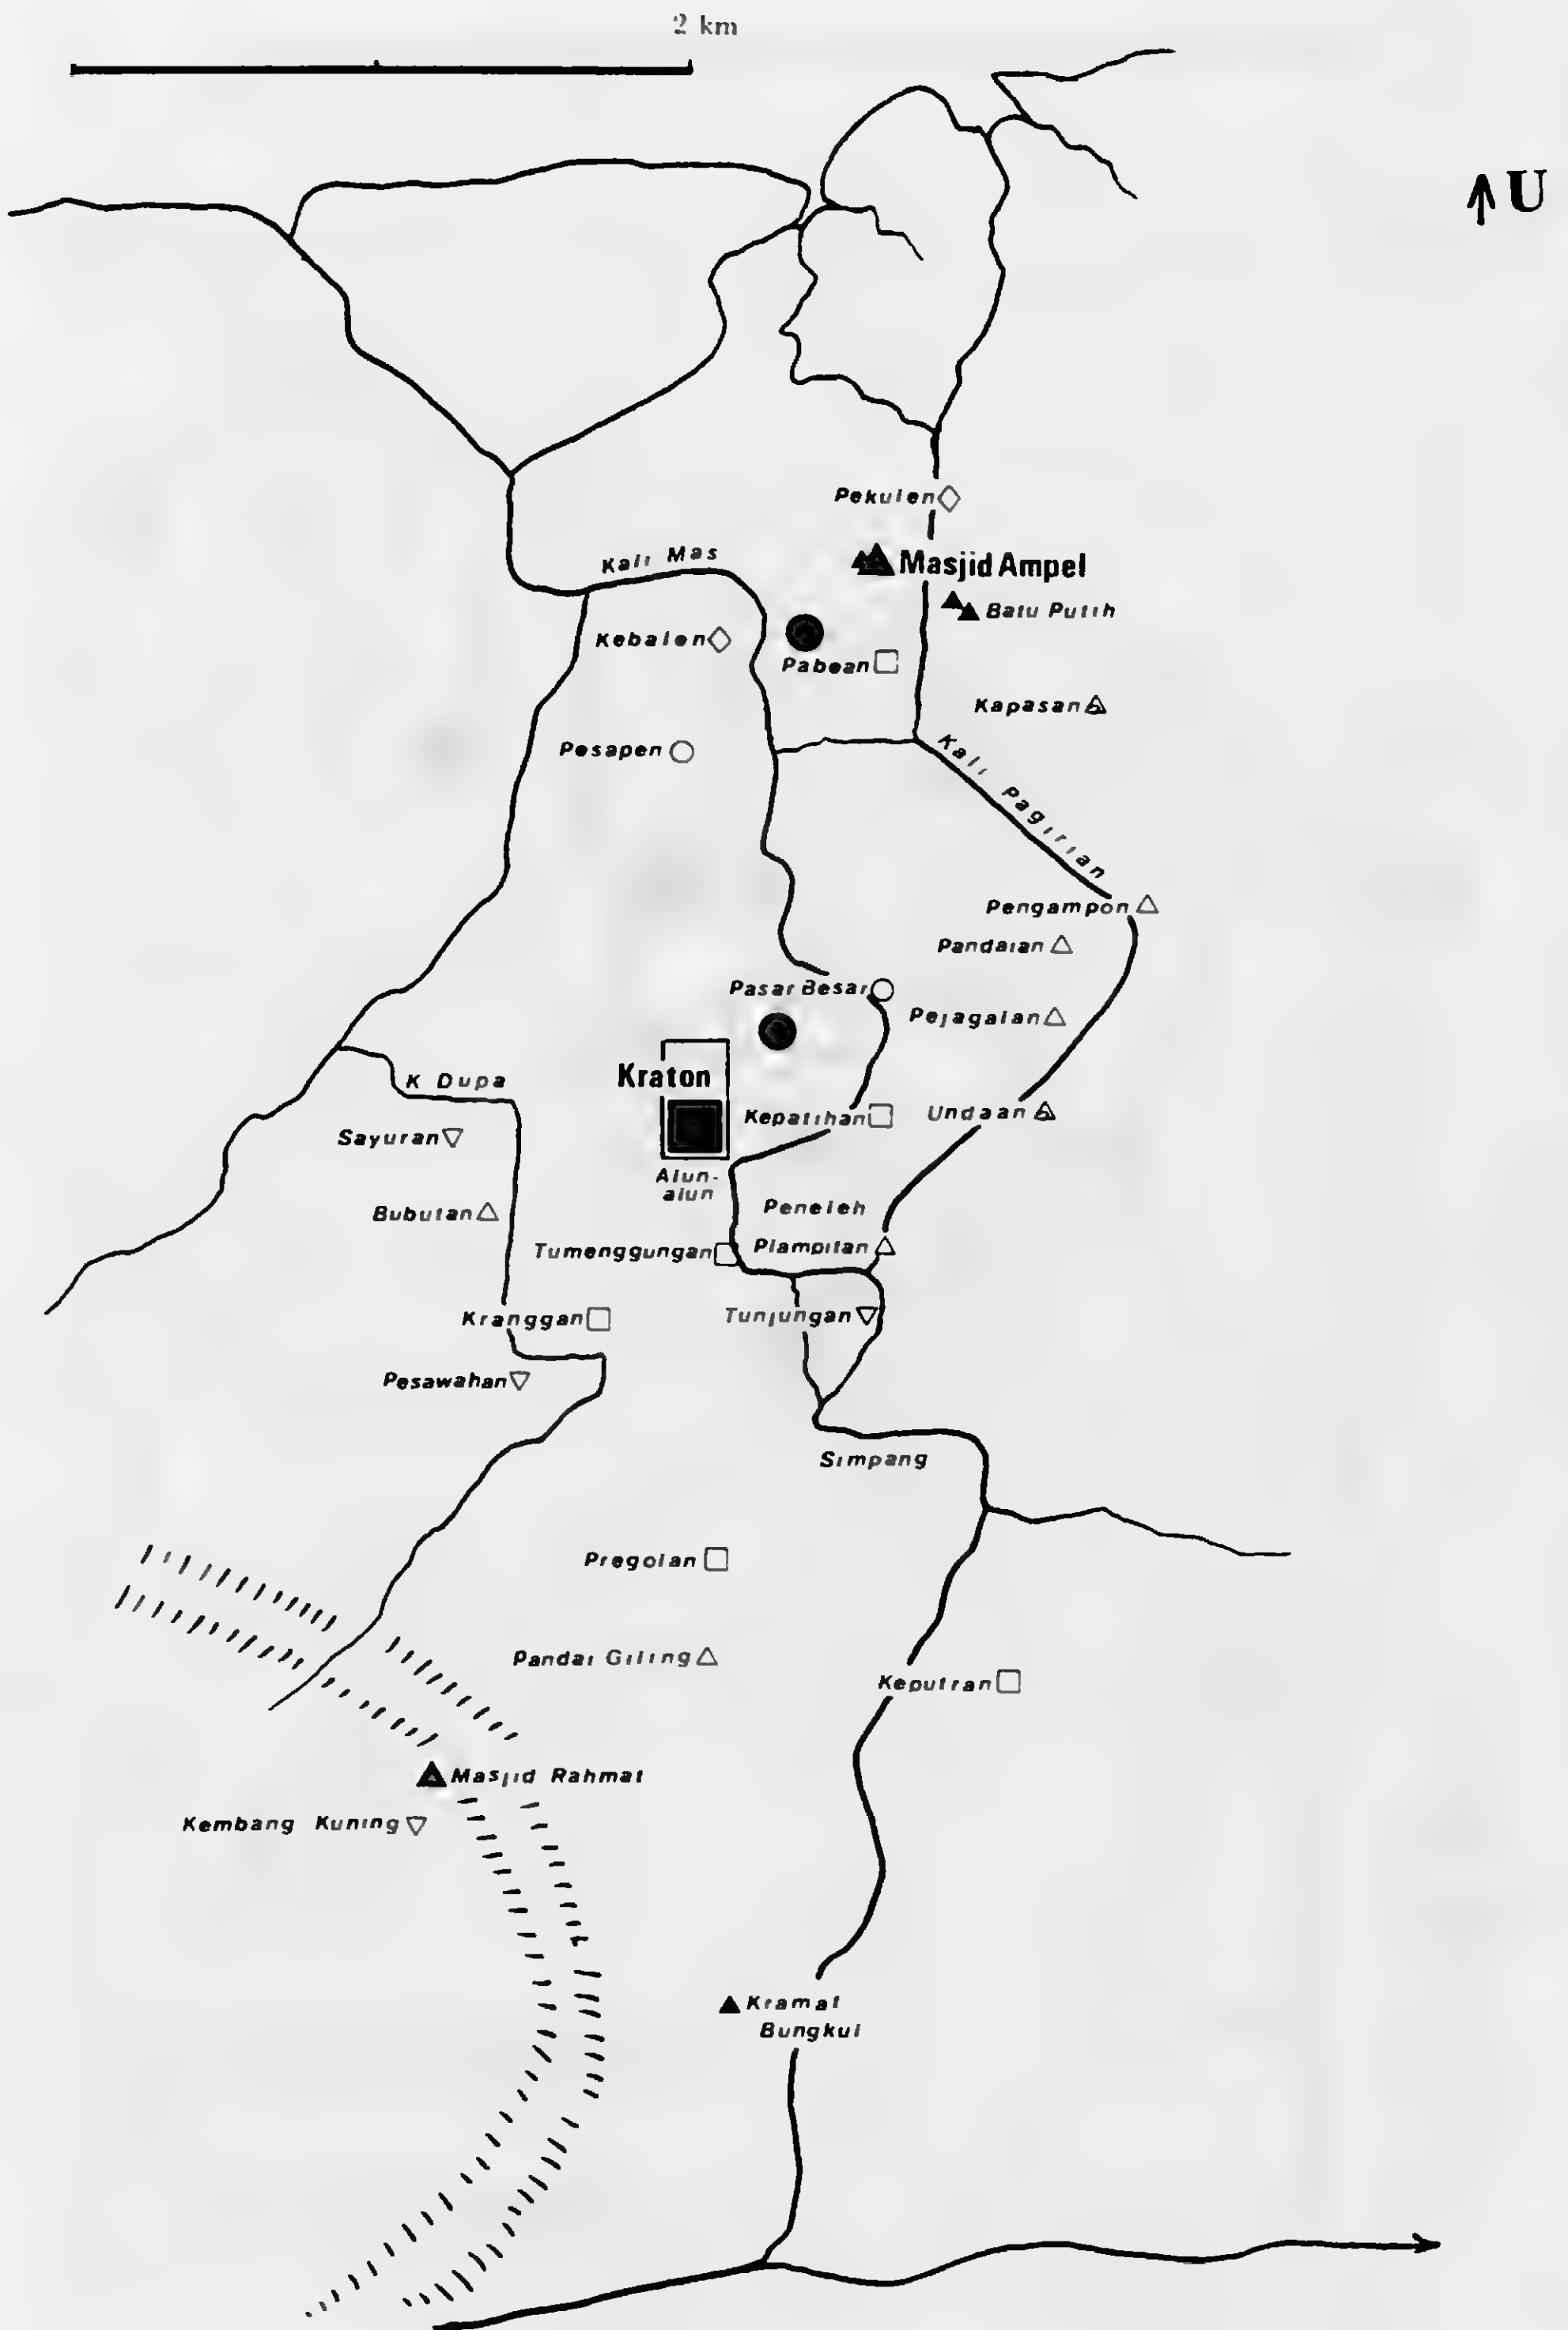 2 km
U
Pekulen
Masjid Ampel
Kali Mas
Batu Putih
Kebalen
Pabean
Kapasan
Pesapen
Kali Pagirian
Pengampon
Pandaian
Pasar Besar
Pejagalan
Kraton
K Dupa
Kepatihan
Undaan
Sayuran
Alun-
alun
Bubutan
Peneleh
Tumenggungan
Plampitan
Kranggan
Tunjungan
Pesawahan
Simpang
Pregolan
Pandai Giling
Keputran
Masjid Rahmat
Kembang Kuning
Kramat
Bungkul